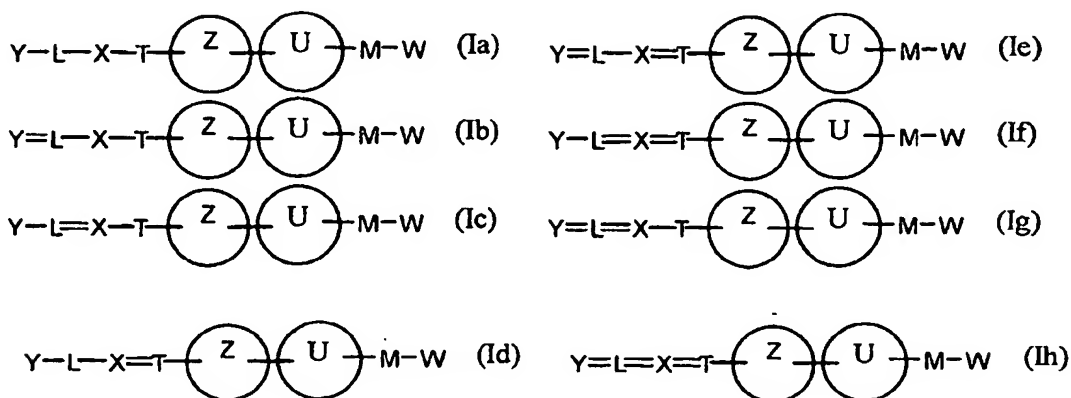 Y-L-X-T- Z U -M-W (Ia)
Y=L-X-T- Z U -M-W (Ib)
Y-L=X-T- Z U -M-W (Ic)
Y-L-X=T- Z U -M-W (Id)
Y=L-X=T- Z U -M-W (Ie)
Y-L=X=T- Z U -M-W (If)
Y=L=X-T- Z U -M-W (Ig)
Y=L=X=T- Z U -M-W (Ih)